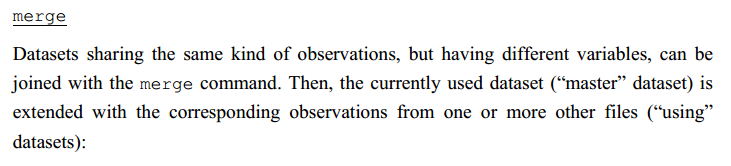 merge
Datasets sharing the same kind of observations, but having different variables, can be
joined with the merge command. Then, the currently used dataset (“master” dataset) is
extended with the corresponding observations from one or more other files (“using”
datasets):